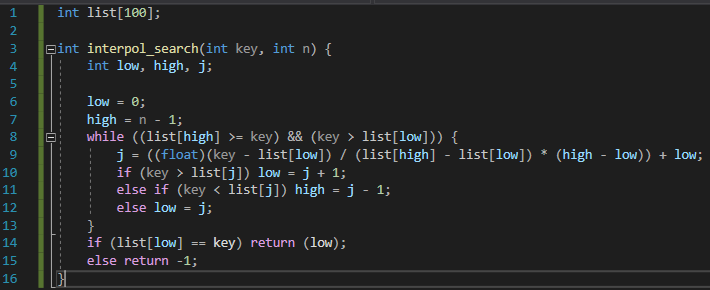 1 int list[100];
2
3 int interpol_search(int key, int n) {
4 int low, high, j;
5
6 low = 0;
7 high = n - 1;
8 while ((list[high] >= key) && (key > list[low])) {
9 j = ((float)(key - list[low]) / (list[high] - list[low]) * (high - low)) + low;
10 if (key > list[j]) low = j + 1;
11 else if (key < list[j]) high = j - 1;
12 else low = j;
13 }
14 if (list[low] == key) return (low);
15 else return -1;
16 }